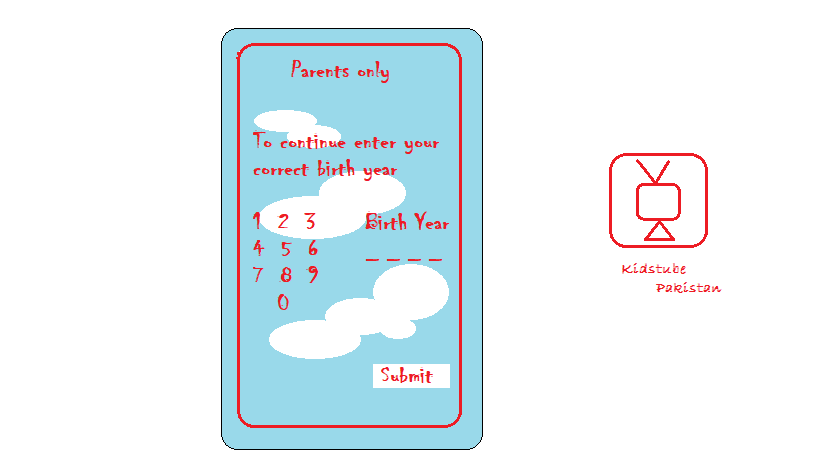 Parents only
To continue enter your
correct birth year
1 2 3
Birth Year
4 5 6
_ _ _ _
7 8 9
0
Submit
Kidstube
Pakistan